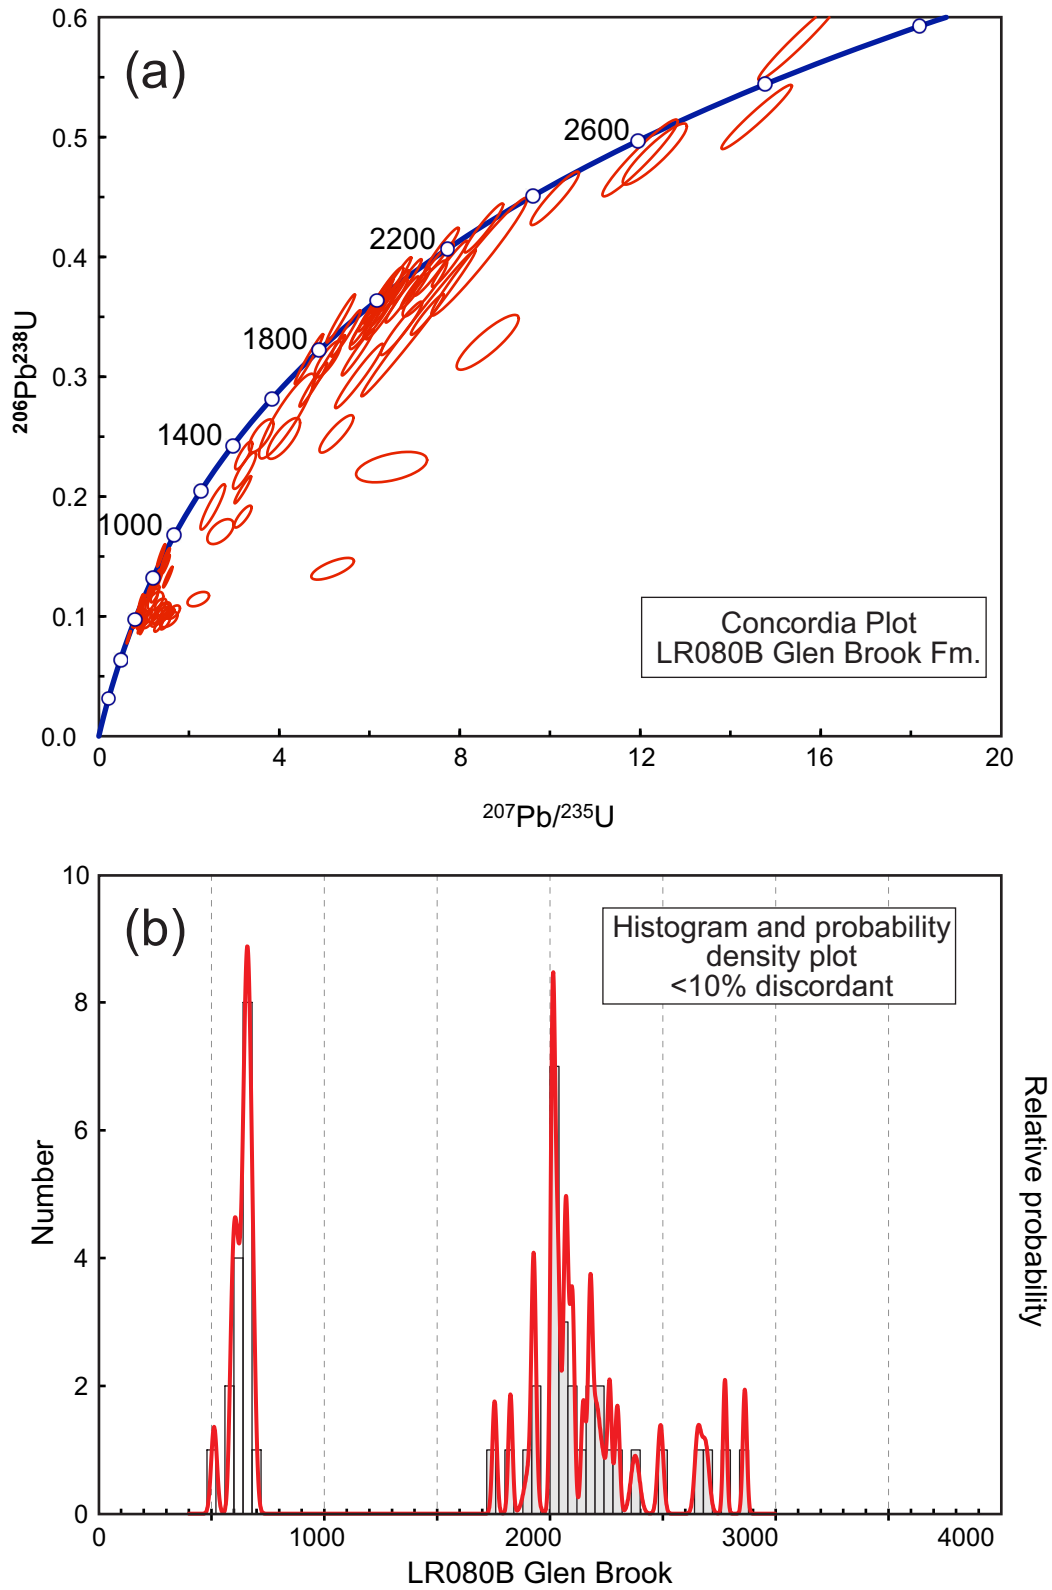 (a)
0.6
0.5
0.4
0.3
0.2
0.1
0.0
2600
2200
1800
1400
1000
206Pb238U
Concordia Plot
LR080B Glen Brook Fm.
0 4 8 12 16 20
207Pb/235U
(b)
10
8
6
4
2
0
Number
Histogram and probability
density plot
<10% discordant
Relative probability
0 1000 2000 3000 4000
LR080B Glen Brook